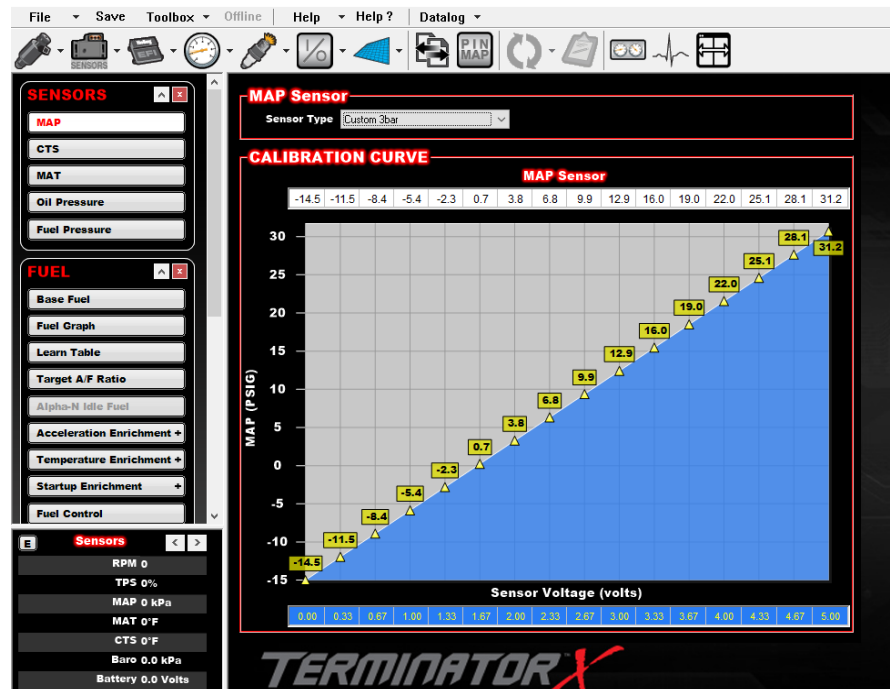 File Save Toolbox Offline Help Help ? Datalog
SENSORS EFI I/O PIN MAP
SENSORS
MAP
CTS
MAT
Oil Pressure
Fuel Pressure
FUEL
Base Fuel
Fuel Graph
Learn Table
Target A/F Ratio
Alpha-N Idle Fuel
Acceleration Enrichment +
Temperature Enrichment +
Startup Enrichment +
Fuel Control
E Sensors < >
RPM 0
TPS 0%
MAP 0 kPa
MAT 0°F
CTS 0°F
Baro 0.0 kPa
Battery 0.0 Volts
MAP Sensor
Sensor Type Custom 3bar
CALIBRATION CURVE
MAP Sensor
-14.5 -11.5 -8.4 -5.4 -2.3 0.7 3.8 6.8 9.9 12.9 16.0 19.0 22.0 25.1 28.1 31.2
MAP (PSIG)
30
25
20
15
10
5
0
-5
-10
-15
-14.5
-11.5
-8.4
-5.4
-2.3
0.7
3.8
6.8
9.9
12.9
16.0
19.0
22.0
25.1
28.1
31.2
Sensor Voltage (volts)
0.00 0.33 0.67 1.00 1.33 1.67 2.00 2.33 2.67 3.00 3.33 3.67 4.00 4.33 4.67 5.00
TERMINATOR X™